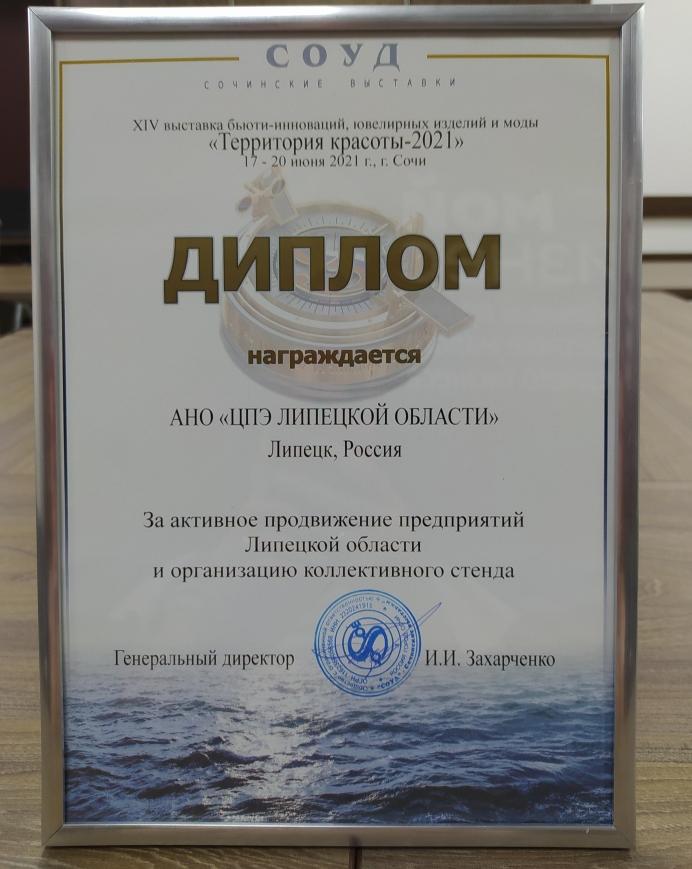 СОУД
СОЧИНСКИЕ ВЫСТАВКИ
XIV выставка бьюти-инноваций, ювелирных изделий и моды
«Территория красоты-2021»
17 - 20 июня 2021 г., г. Сочи
ДИПЛОМ
награждается
АНО «ЦПЭ ЛИПЕЦКОЙ ОБЛАСТИ»
Липецк, Россия
За активное продвижение предприятий
Липецкой области
и организацию коллективного стенда
Генеральный директор
И.И. Захарченко